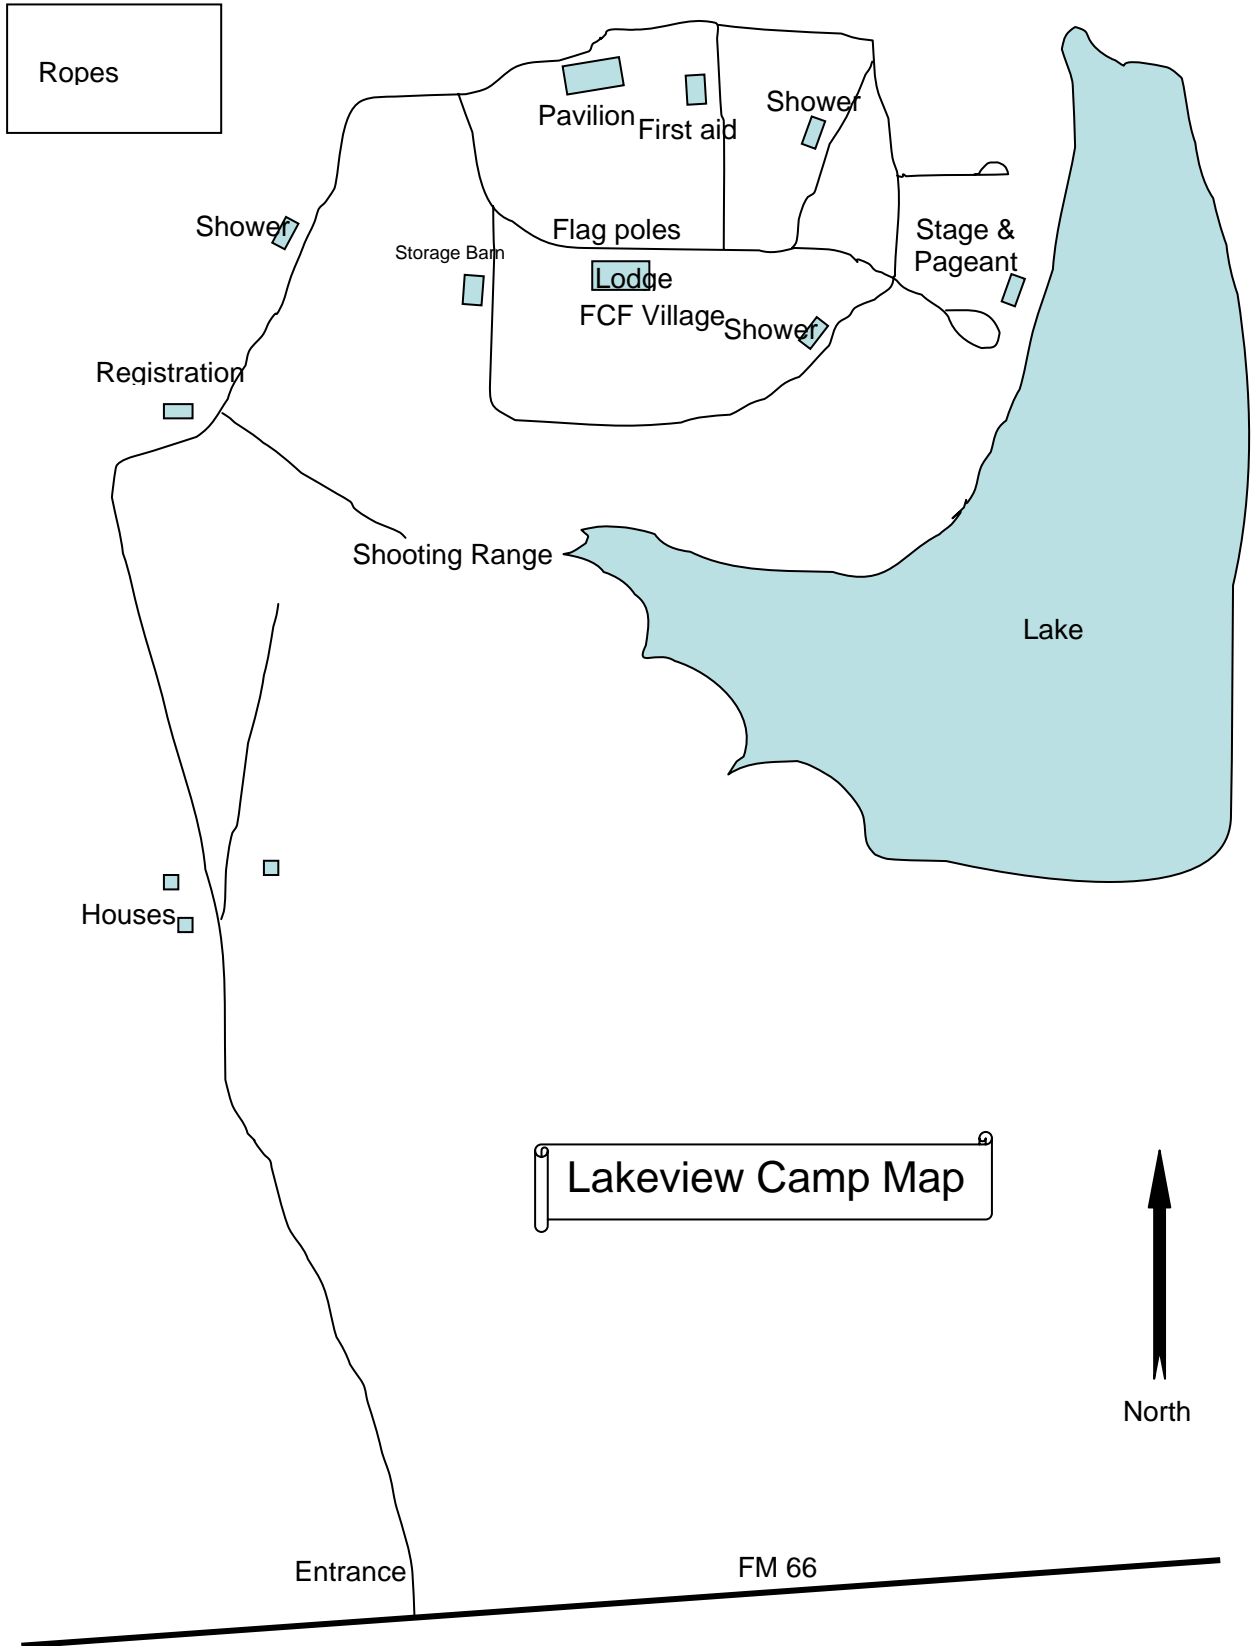 Ropes
Pavilion
First aid
Shower
Shower
Storage Barn
Flag poles
Lodge
FCF Village
Shower
Stage &
Pageant
Registration
Shooting Range
Lake
Houses
Lakeview Camp Map
North
Entrance
FM 66